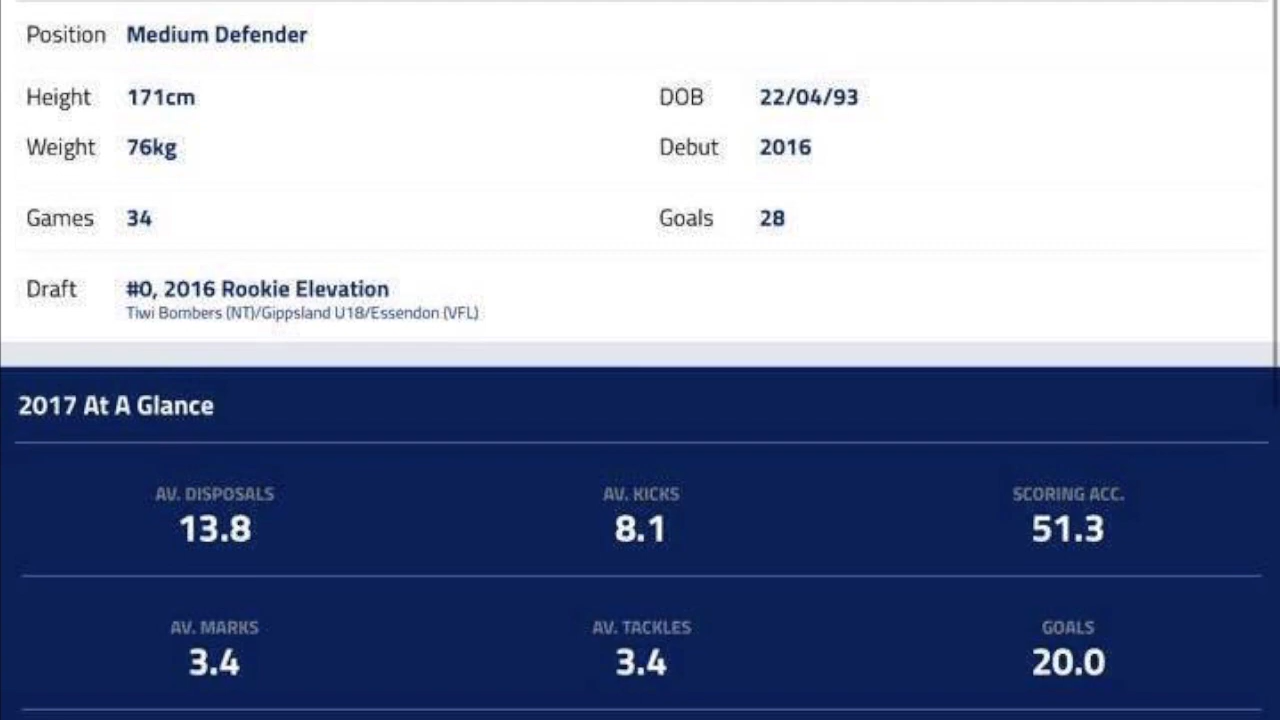 Position Medium Defender
Height 171cm DOB 22/04/93
Weight 76kg Debut 2016
Games 34 Goals 28
Draft #0, 2016 Rookie Elevation
Tiwi Bombers (NT)/Gippsland U18/Essendon (VFL)
2017 At A Glance
AV. DISPOSALS AV. KICKS SCORING ACC.
13.8 8.1 51.3
AV. MARKS AV. TACKLES GOALS
3.4 3.4 20.0